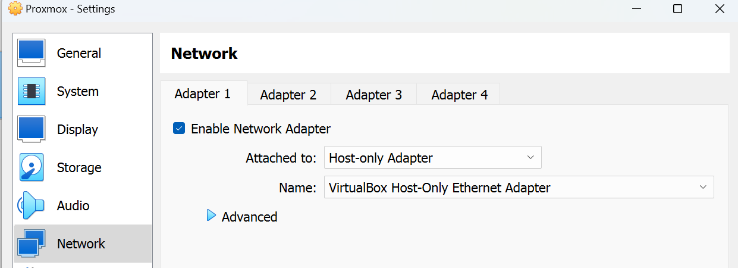 Proxmox - Settings
General
System
Display
Storage
Audio
Network
Network
Adapter 1 Adapter 2 Adapter 3 Adapter 4
Enable Network Adapter
Attached to: Host-only Adapter
Name: VirtualBox Host-Only Ethernet Adapter
Advanced